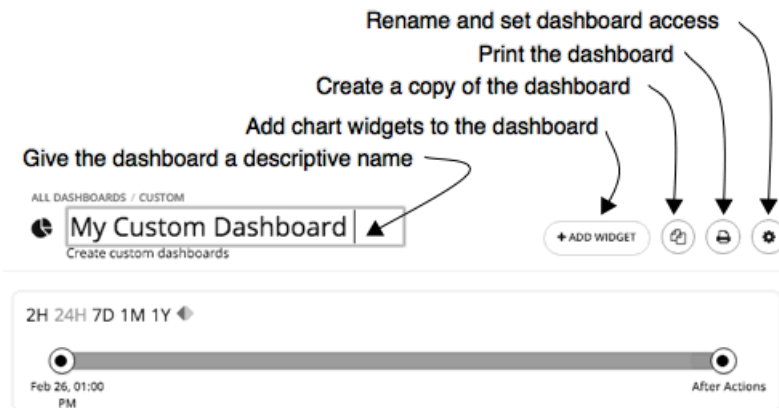 Rename and set dashboard access
Print the dashboard
Create a copy of the dashboard
Add chart widgets to the dashboard
Give the dashboard a descriptive name
ALL DASHBOARDS / CUSTOM
My Custom Dashboard
Create custom dashboards
+ ADD WIDGET
2H 24H 7D 1M 1Y
Feb 26, 01:00
PM
After Actions